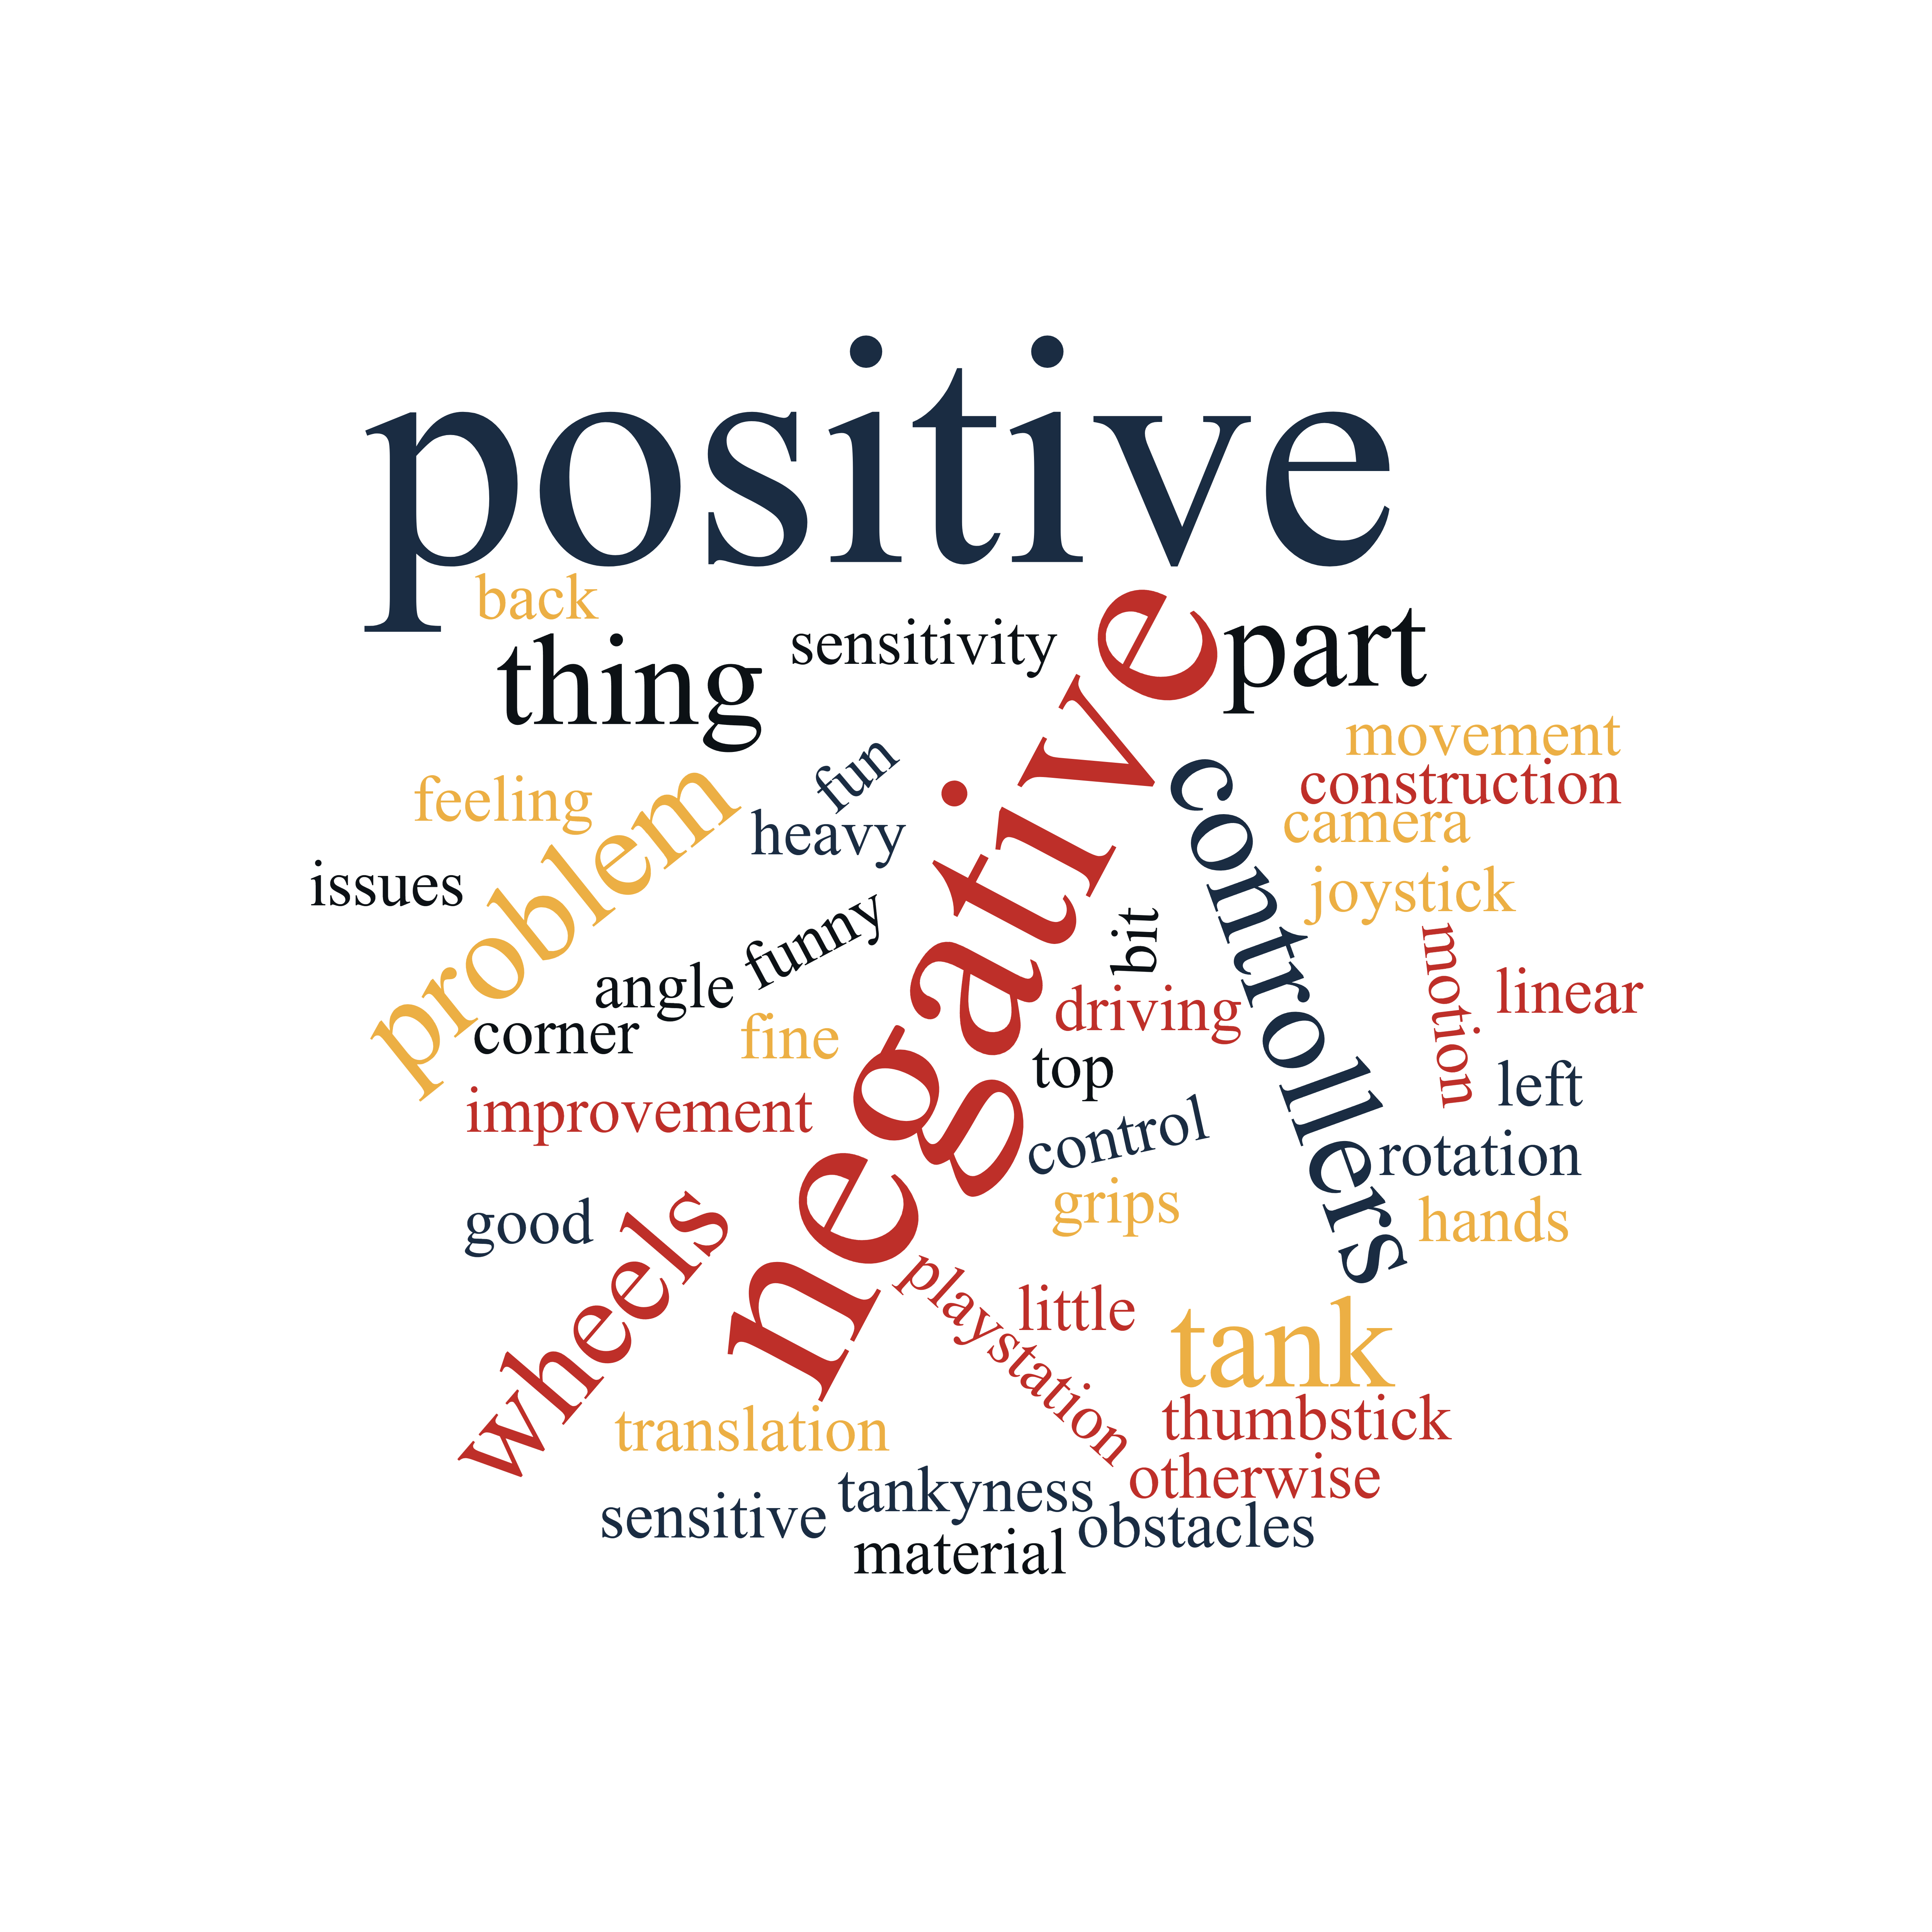 positive
back
thing
sensitivity
negative
part
movement
construction
camera
fun
heavy
feeling
problem
issues
controllers
joystick
funny
bit
motion
linear
angle
corner
fine
driving
top
left
improvement
control
rotation
good
grips
hands
wheels
playstation
little
tank
translation
thumbstick
otherwise
tankyness
sensitive
obstacles
material